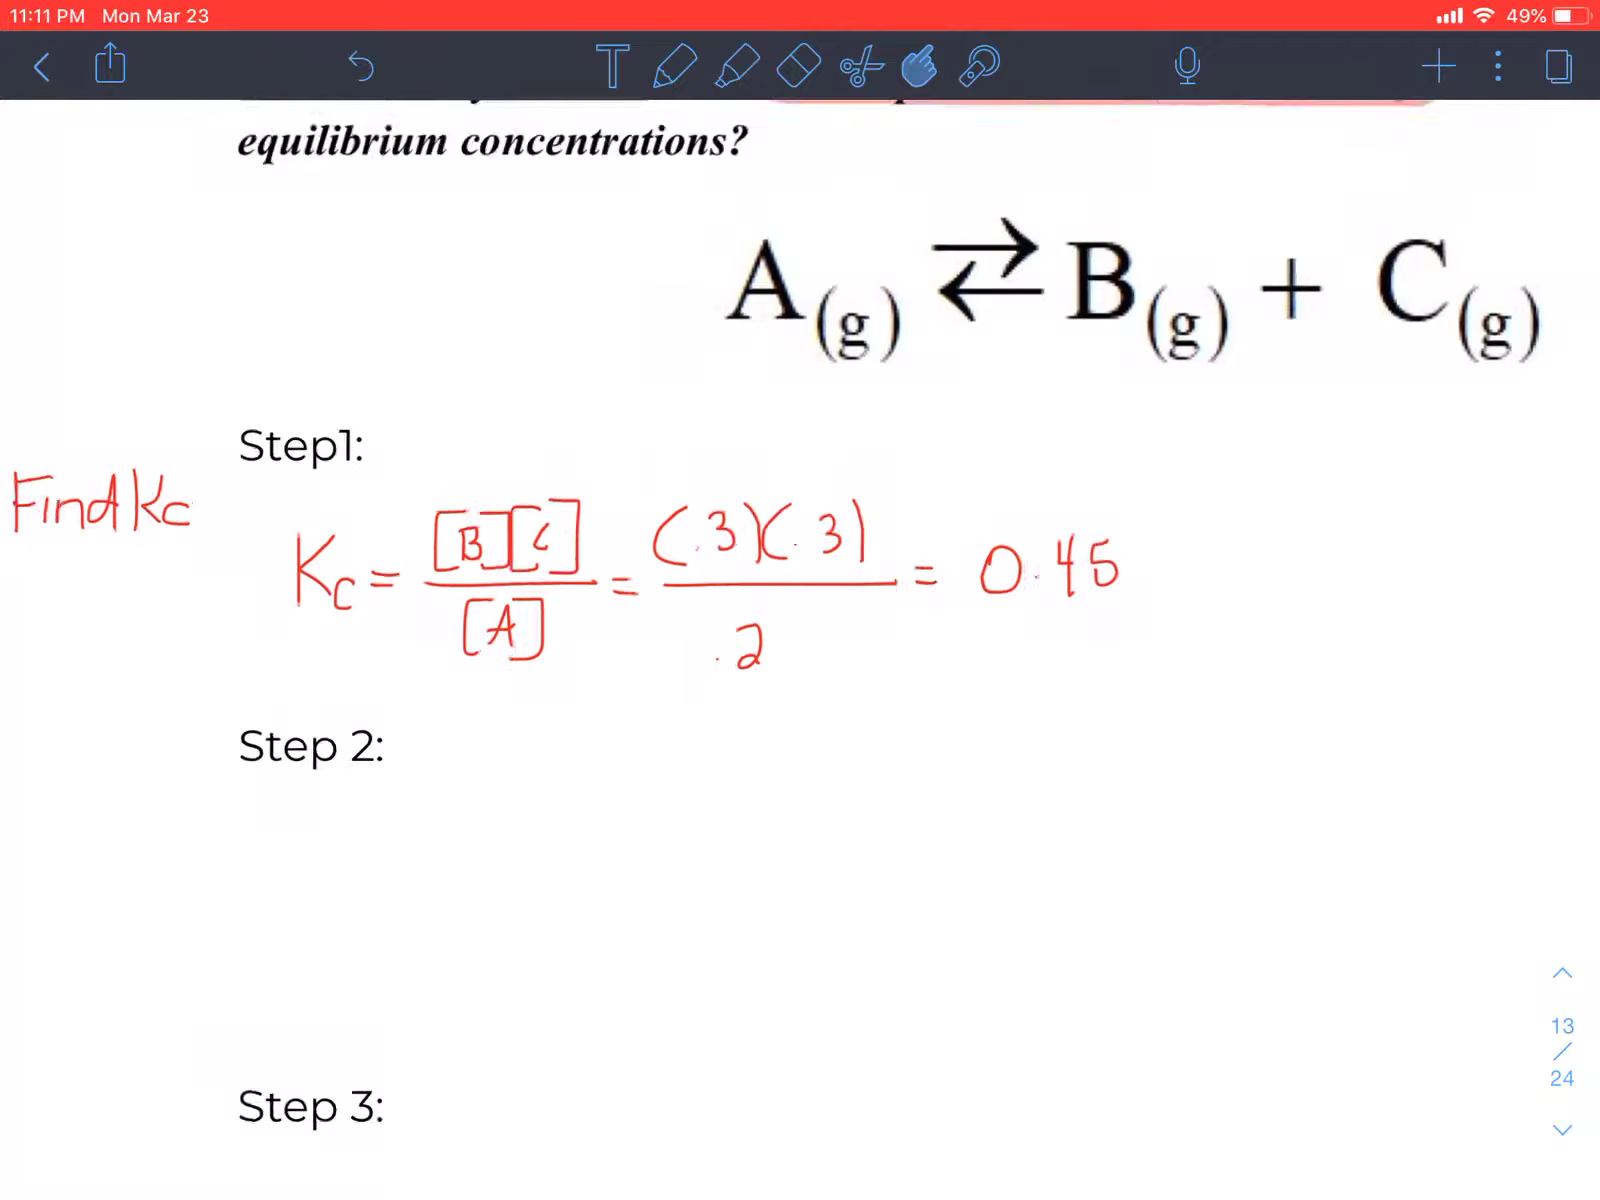 11:11 PM Mon Mar 23
49%
T
equilibrium concentrations?
A(g) ⇄ B(g) + C(g)
Step1:
Find Kc
Kc = [B][C] / [A] = (.3)(.3) / .2 = 0.45
Step 2:
13
/
24
Step 3: